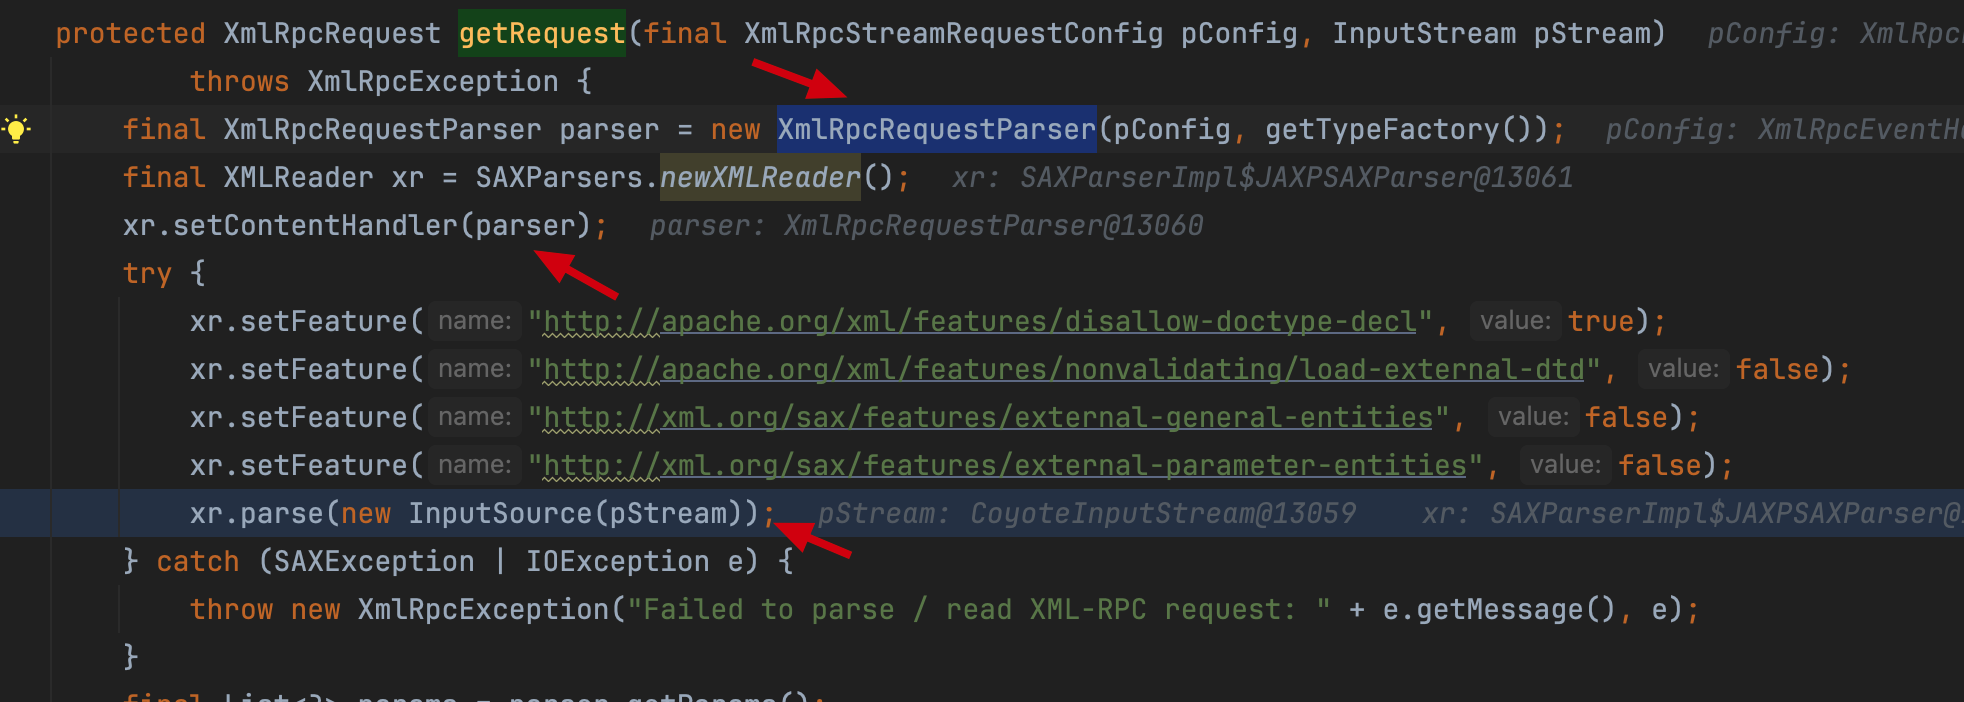 protected XmlRpcRequest getRequest(final XmlRpcStreamRequestConfig pConfig, InputStream pStream) pConfig: XmlRpc
throws XmlRpcException {
final XmlRpcRequestParser parser = new XmlRpcRequestParser(pConfig, getTypeFactory()); pConfig: XmlRpcEventH
final XMLReader xr = SAXParsers.newXMLReader(); xr: SAXParserImpl$JAXPSAXParser@13061
xr.setContentHandler(parser); parser: XmlRpcRequestParser@13060
try {
xr.setFeature( name: "http://apache.org/xml/features/disallow-doctype-decl", value: true);
xr.setFeature( name: "http://apache.org/xml/features/nonvalidating/load-external-dtd", value: false);
xr.setFeature( name: "http://xml.org/sax/features/external-general-entities", value: false);
xr.setFeature( name: "http://xml.org/sax/features/external-parameter-entities", value: false);
xr.parse(new InputSource(pStream)); pStream: CoyoteInputStream@13059 xr: SAXParserImpl$JAXPSAXParser@
} catch (SAXException | IOException e) {
throw new XmlRpcException("Failed to parse / read XML-RPC request: " + e.getMessage(), e);
}
final List<?> params = parser.getParams();